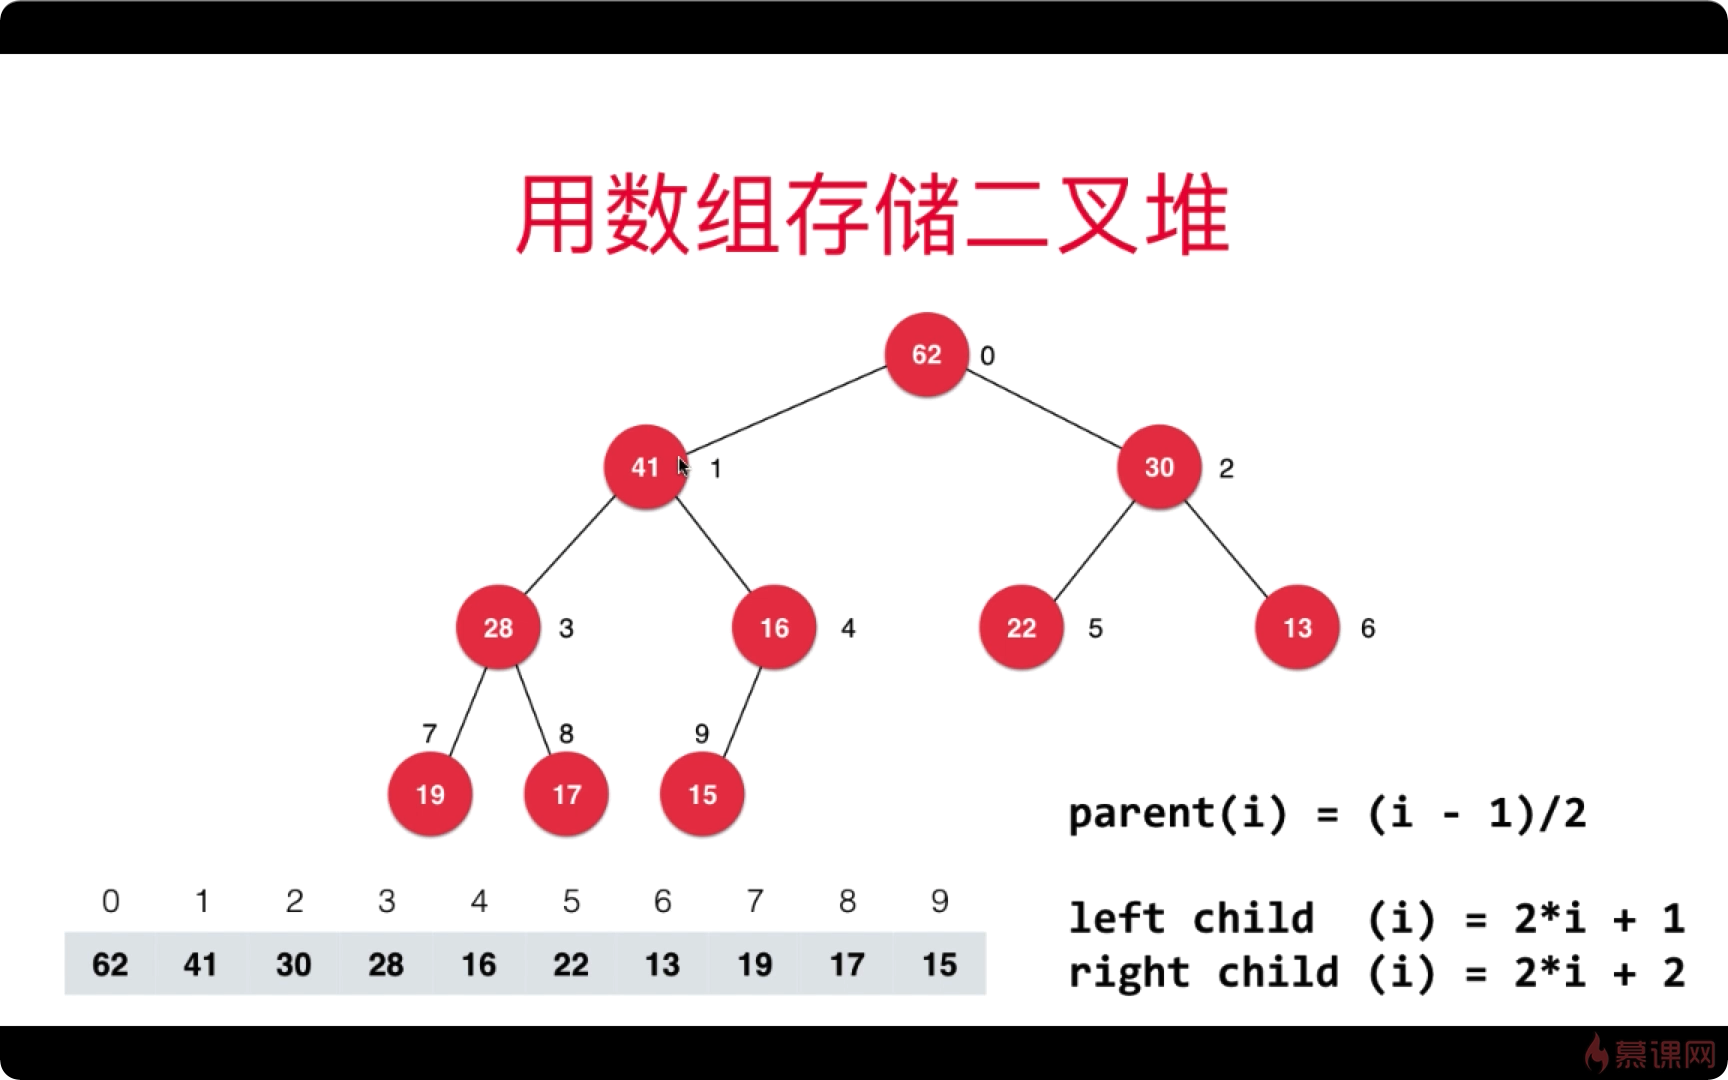 用数组存储二叉堆
62 0
41 1 30 2
28 3 16 4 22 5 13 6
7 8 9
19 17 15
parent(i) = (i - 1)/2
0 1 2 3 4 5 6 7 8 9
62 41 30 28 16 22 13 19 17 15
left child (i) = 2*i + 1
right child (i) = 2*i + 2
慕课网